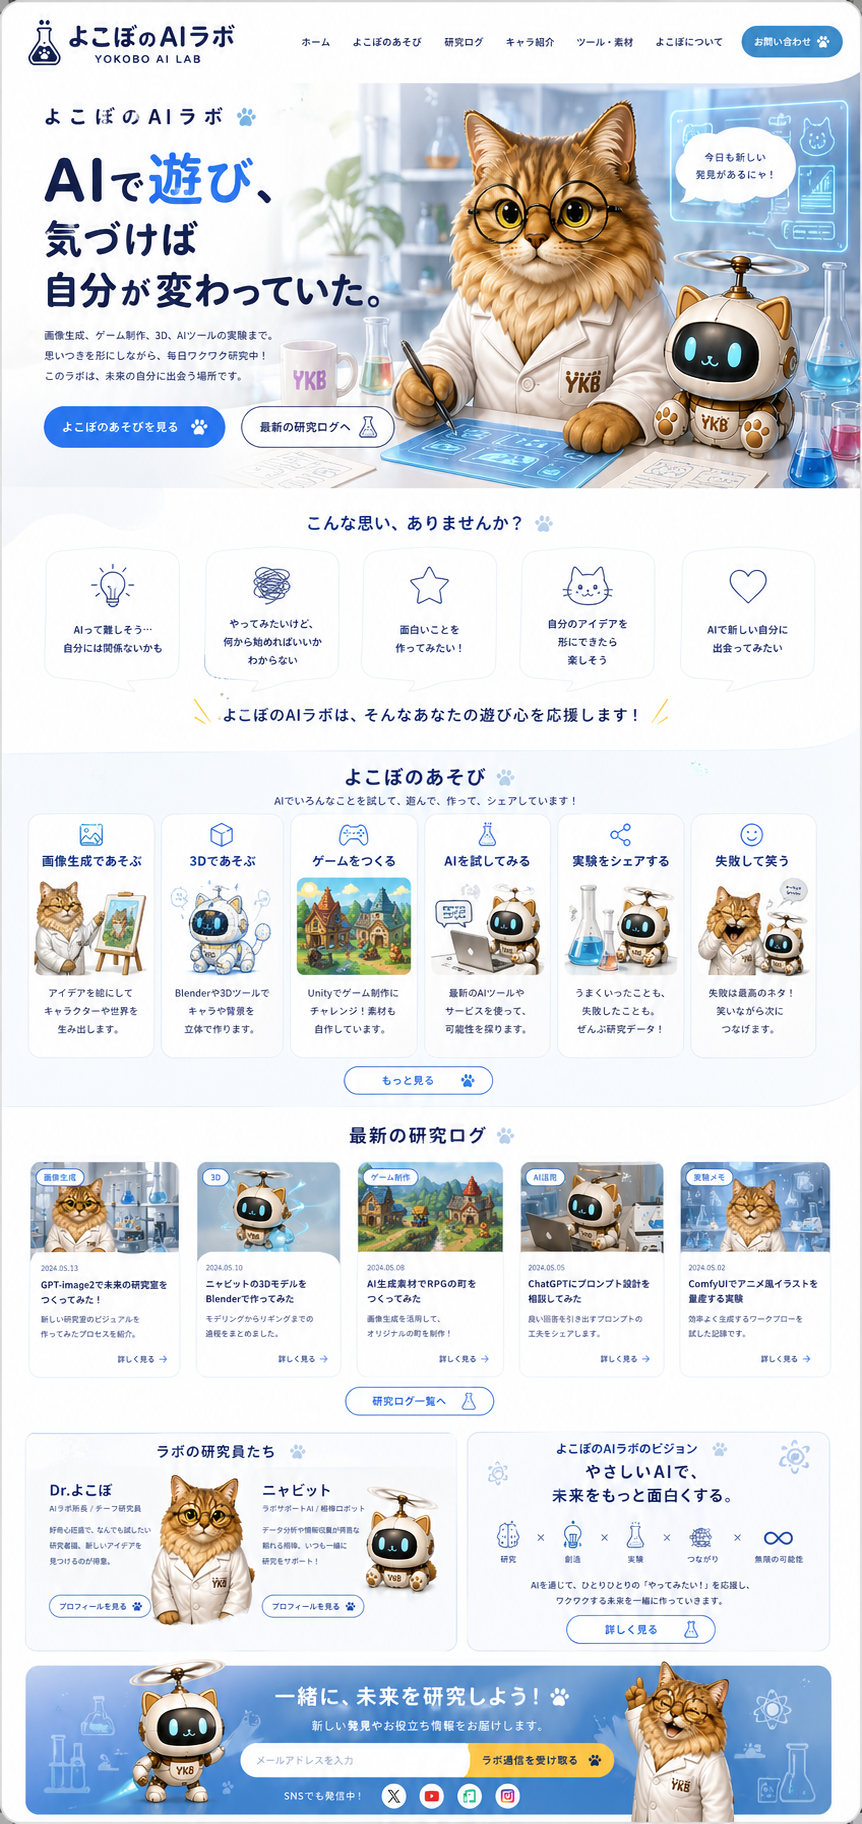 よこぼのAIラボ
YOKOBO AI LAB
ホーム
よこぼのあそび
研究ログ
キャラ紹介
ツール・素材
よこぼについて
お問い合わせ
よこぼのAIラボ
AIで遊び、
気づけば
自分が変わっていた。
画像生成、ゲーム制作、3D、AIツールの実験まで。
思いつきを形にしながら、毎日ワクワク研究中！
このラボは、未来の自分に出会う場所です。
よこぼのあそびを見る
最新の研究ログへ
今日も新しい
発見があるにャ！
YKB
YKB
YKB
こんな思い、ありませんか？
AIって難しそう…
自分には関係ないかも
やってみたいけど、
何から始めればいいか
わからない
面白いことを
作ってみたい！
自分のアイデアを
形にできたら
楽しそう
AIで新しい自分に
出会ってみたい
よこぼのAIラボは、そんなあなたの遊び心を応援します！
よこぼのあそび
AIでいろんなことを試して、遊んで、作って、シェアしています！
画像生成であそぶ
アイデアを絵にして
キャラクターや世界を
生み出します。
3Dであそぶ
Blenderや3Dツールで
キャラや背景を
立体で作ります。
ゲームをつくる
Unityでゲーム制作に
チャレンジ！素材も
自作しています。
AIを試してみる
最新のAIツールや
サービスを使って、
可能性を探ります。
実験をシェアする
うまくいったことも、
失敗したことも。
ぜんぶ研究データ！
失敗して笑う
失敗は最高のネタ！
笑いながら次に
つなげます。
もっと見る
最新の研究ログ
画像生成
2024.05.13
GPT-image2で未来の研究室を
つくってみた！
新しい研究室のビジュアルを
作ってみたプロセスを紹介。
詳しく見る →
3D
2024.05.10
ニャビットの3Dモデルを
Blenderで作ってみた
モデリングからリギングまでの
過程をまとめました。
詳しく見る →
ゲーム制作
2024.05.08
AI生成素材でRPGの町を
つくってみた
画像生成を活用して、
オリジナルの町を制作！
詳しく見る →
AI活用
2024.05.05
ChatGPTにプロンプト設計を
相談してみた
良い回答を引き出すプロンプトの
工夫をシェアします。
詳しく見る →
実験メモ
2024.05.02
ComfyUIでアニメ風イラストを
量産する実験
効率よく生成するワークフローを
試した記録です。
詳しく見る →
研究ログ一覧へ
ラボの研究員たち
Dr.よこぼ
AIラボ所長 / チーフ研究員
好奇心旺盛で、なんでも試したい
研究者猫。新しいアイデアを
見つけるのが得意。
プロフィールを見る
YKB
ニャビット
ラボサポートAI / 相棒ロボット
データ分析や情報収集が得意な
頼れる相棒。いつも一緒に
研究をサポート！
プロフィールを見る
よこぼのAIラボのビジョン
やさしいAIで、
未来をもっと面白くする。
研究 × 創造 × 実験 × つながり × 無限の可能性
AIを通じて、ひとりひとりの「やってみたい！」を応援し、
ワクワクする未来を一緒に作っていきます。
詳しく見る
一緒に、未来を研究しよう！
新しい発見やお役立ち情報をお届けします。
メールアドレスを入力
ラボ通信を受け取る
SNSでも発信中！
YKB
YKB